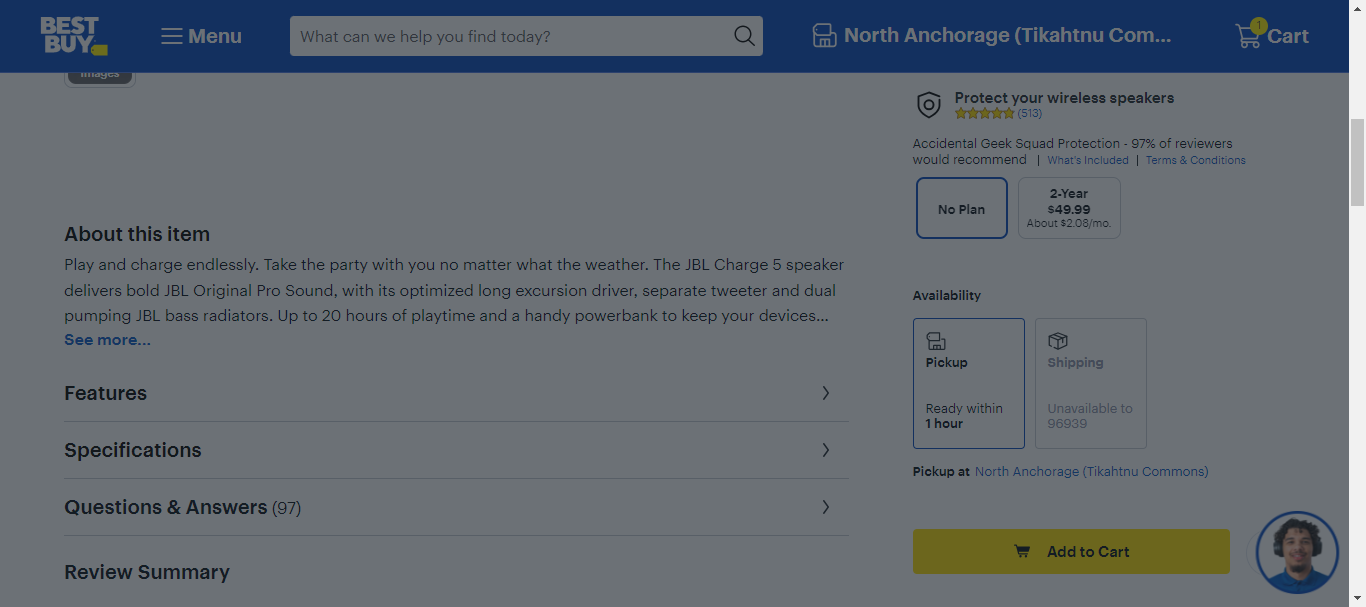 BEST
BUY
Menu
What can we help you find today?
North Anchorage (Tikahtnu Com...
1
Cart
Images
Protect your wireless speakers
(513)
Accidental Geek Squad Protection - 97% of reviewers
would recommend | What's Included | Terms & Conditions
No Plan
2-Year
$49.99
About $2.08/mo.
About this item
Play and charge endlessly. Take the party with you no matter what the weather. The JBL Charge 5 speaker
delivers bold JBL Original Pro Sound, with its optimized long excursion driver, separate tweeter and dual
pumping JBL bass radiators. Up to 20 hours of playtime and a handy powerbank to keep your devices...
See more...
Features
Specifications
Questions & Answers (97)
Review Summary
Availability
Pickup
Ready within
1 hour
Shipping
Unavailable to
96939
Pickup at North Anchorage (Tikahtnu Commons)
Add to Cart